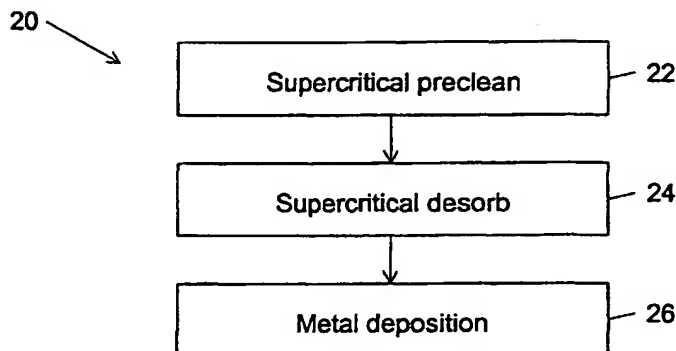 20
Supercritical preclean
22
Supercritical desorb
24
Metal deposition
26